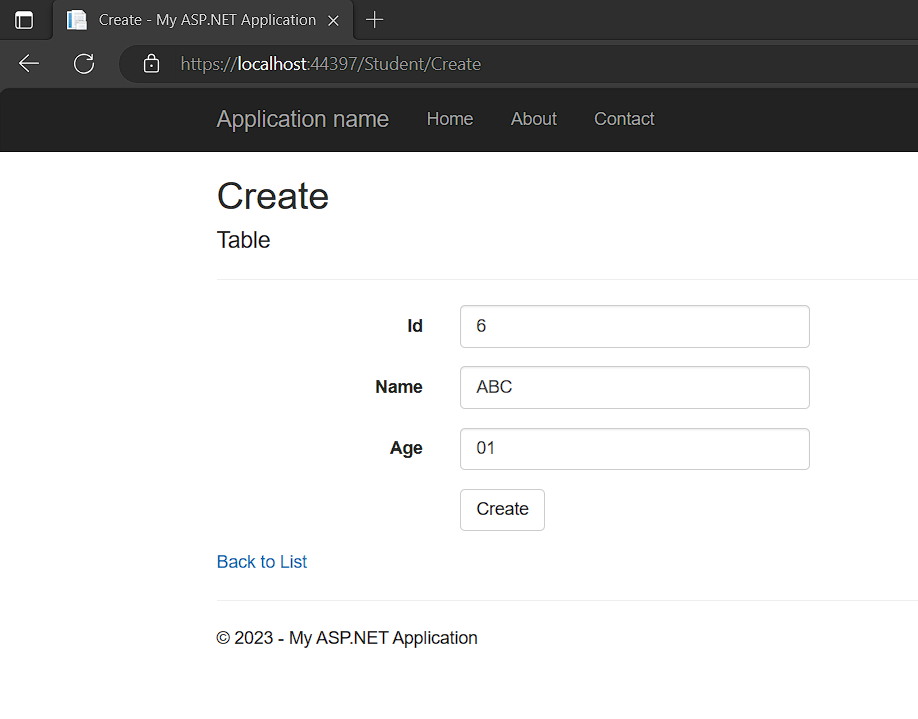 Create - My ASP.NET Application
https://localhost:44397/Student/Create
Application name Home About Contact
Create
Table
Id 6
Name ABC
Age 01
Create
Back to List
© 2023 - My ASP.NET Application